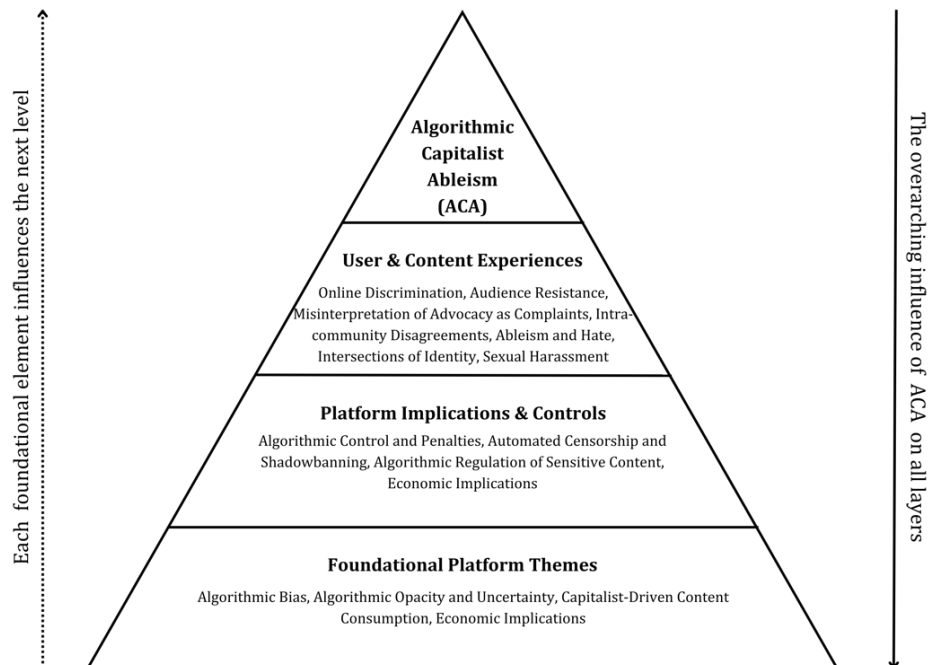 Each foundational element influences the next level
Algorithmic
Capitalist
Ableism
(ACA)
User & Content Experiences
Online Discrimination, Audience Resistance,
Misinterpretation of Advocacy as Complaints, Intra-
community Disagreements, Ableism and Hate,
Intersections of Identity, Sexual Harassment
Platform Implications & Controls
Algorithmic Control and Penalties, Automated Censorship and
Shadowbanning, Algorithmic Regulation of Sensitive Content,
Economic Implications
Foundational Platform Themes
Algorithmic Bias, Algorithmic Opacity and Uncertainty, Capitalist-Driven Content
Consumption, Economic Implications
The overarching influence of ACA on all layers